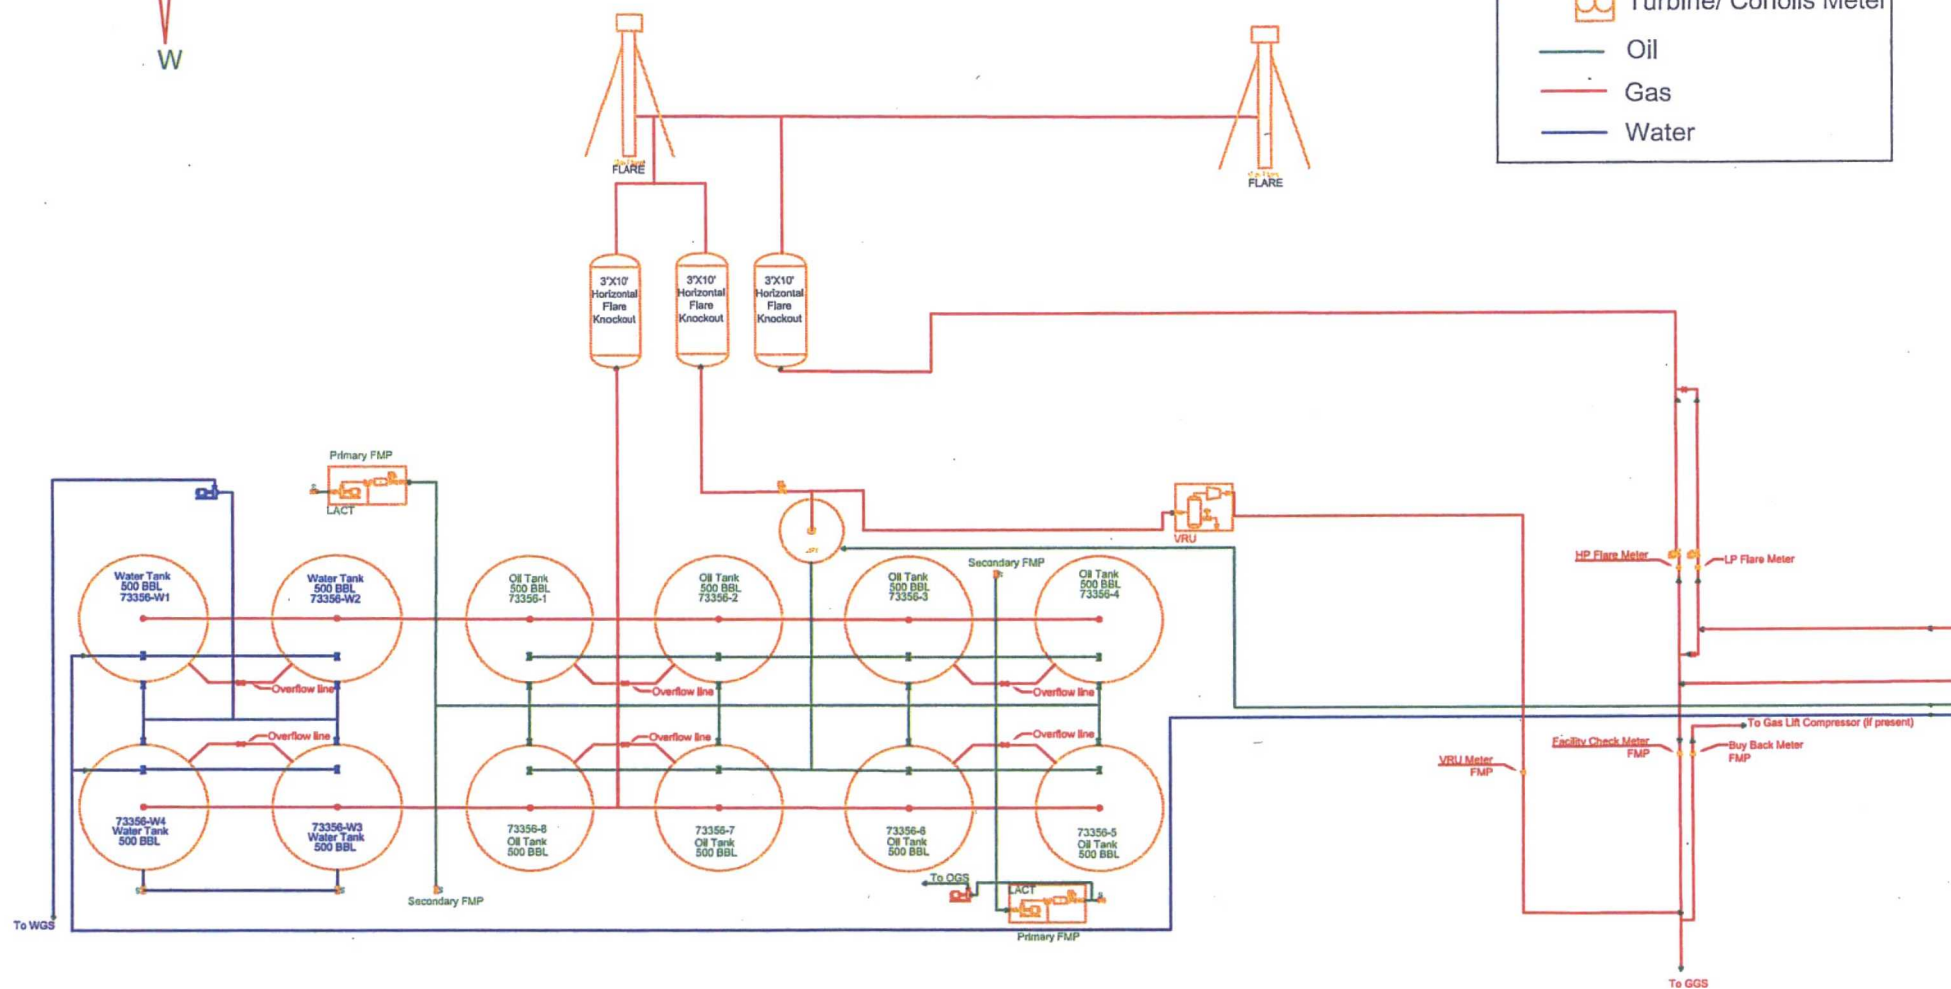 Turbine/ Coriolis Meter
Oil
Gas
Water
W
FLARE
FLARE
3'X10'
Horizontal
Flare
Knockout
3'X10'
Horizontal
Flare
Knockout
3'X10'
Horizontal
Flare
Knockout
Primary FMP
LACT
VRU
Secondary FMP
HP Flare Meter
LP Flare Meter
Water Tank
500 BBL
73356-W1
Water Tank
500 BBL
73356-W2
Oil Tank
500 BBL
73356-1
Oil Tank
500 BBL
73356-2
Oil Tank
500 BBL
73356-3
Oil Tank
500 BBL
73356-4
Overflow line
Overflow line
Overflow line
Overflow line
Overflow line
Overflow line
To Gas Lift Compressor (if present)
Facility Check Meter
FMP
Buy Back Meter
FMP
VRU Meter
FMP
73356-W4
Water Tank
500 BBL
73356-W3
Water Tank
500 BBL
73356-8
Oil Tank
500 BBL
73356-7
Oil Tank
500 BBL
73356-6
Oil Tank
500 BBL
73356-5
Oil Tank
500 BBL
To OGS
LACT
Secondary FMP
Primary FMP
To WGS
To GGS